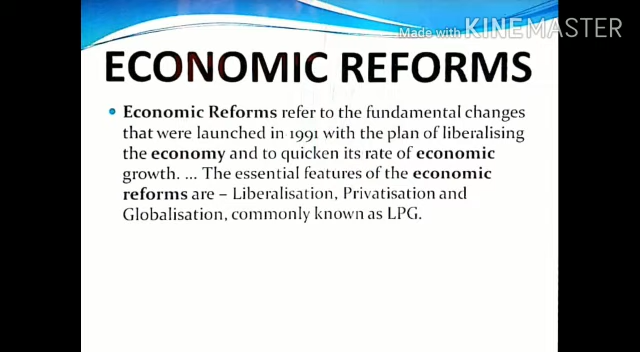 Made with KINEMASTER
ECONOMIC REFORMS
• Economic Reforms refer to the fundamental changes
that were launched in 1991 with the plan of liberalising
the economy and to quicken its rate of economic
growth. ... The essential features of the economic
reforms are – Liberalisation, Privatisation and
Globalisation, commonly known as LPG.